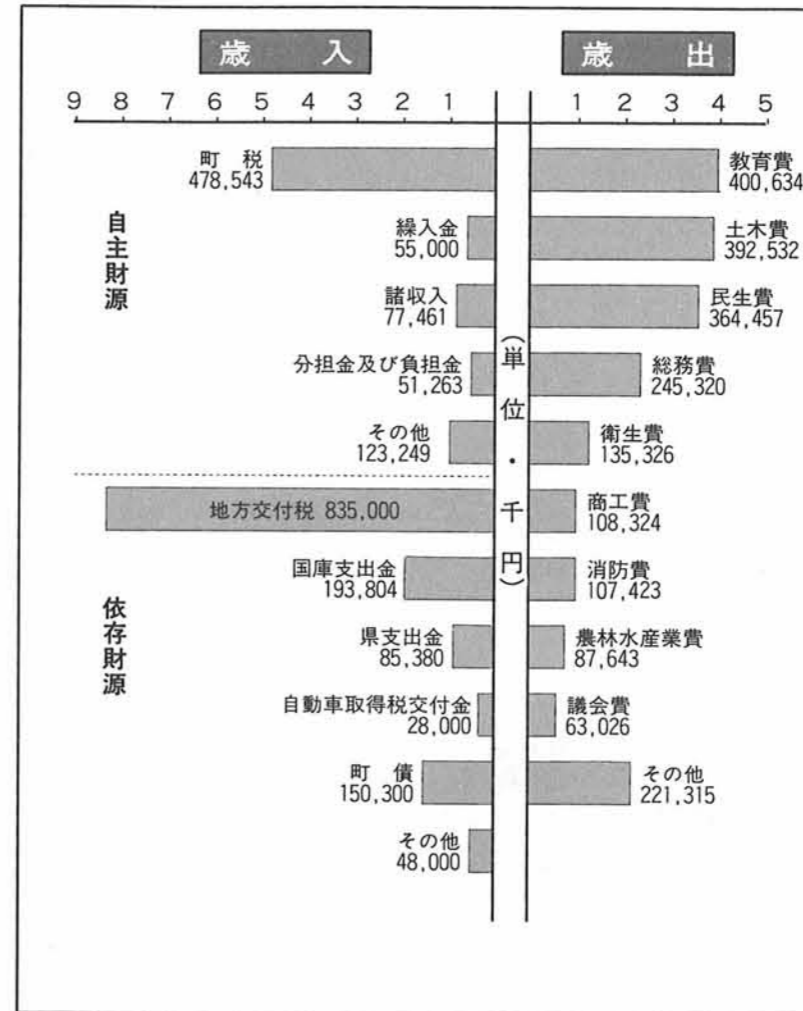 歳入
歳出
9 8 7 6 5 4 3 2 1
1 2 3 4 5
自主財源
町税
478,543
繰入金
55,000
諸収入
77,461
分担金及び負担金
51,263
その他
123,249
依存財源
地方交付税 835,000
国庫支出金
193,804
県支出金
85,380
自動車取得税交付金
28,000
町債
150,300
その他
48,000
(単位・千円)
教育費
400,634
土木費
392,532
民生費
364,457
総務費
245,320
衛生費
135,326
商工費
108,324
消防費
107,423
農林水産業費
87,643
議会費
63,026
その他
221,315